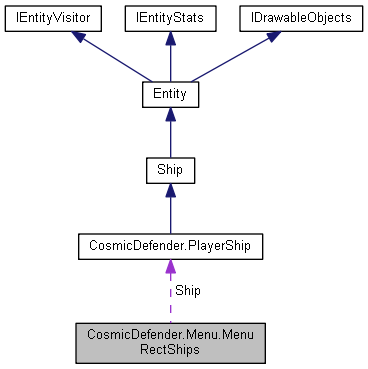 IEntityVisitor
IEntityStats
IDrawableObjects
Entity
Ship
CosmicDefender.PlayerShip
Ship
CosmicDefender.Menu.Menu
RectShips